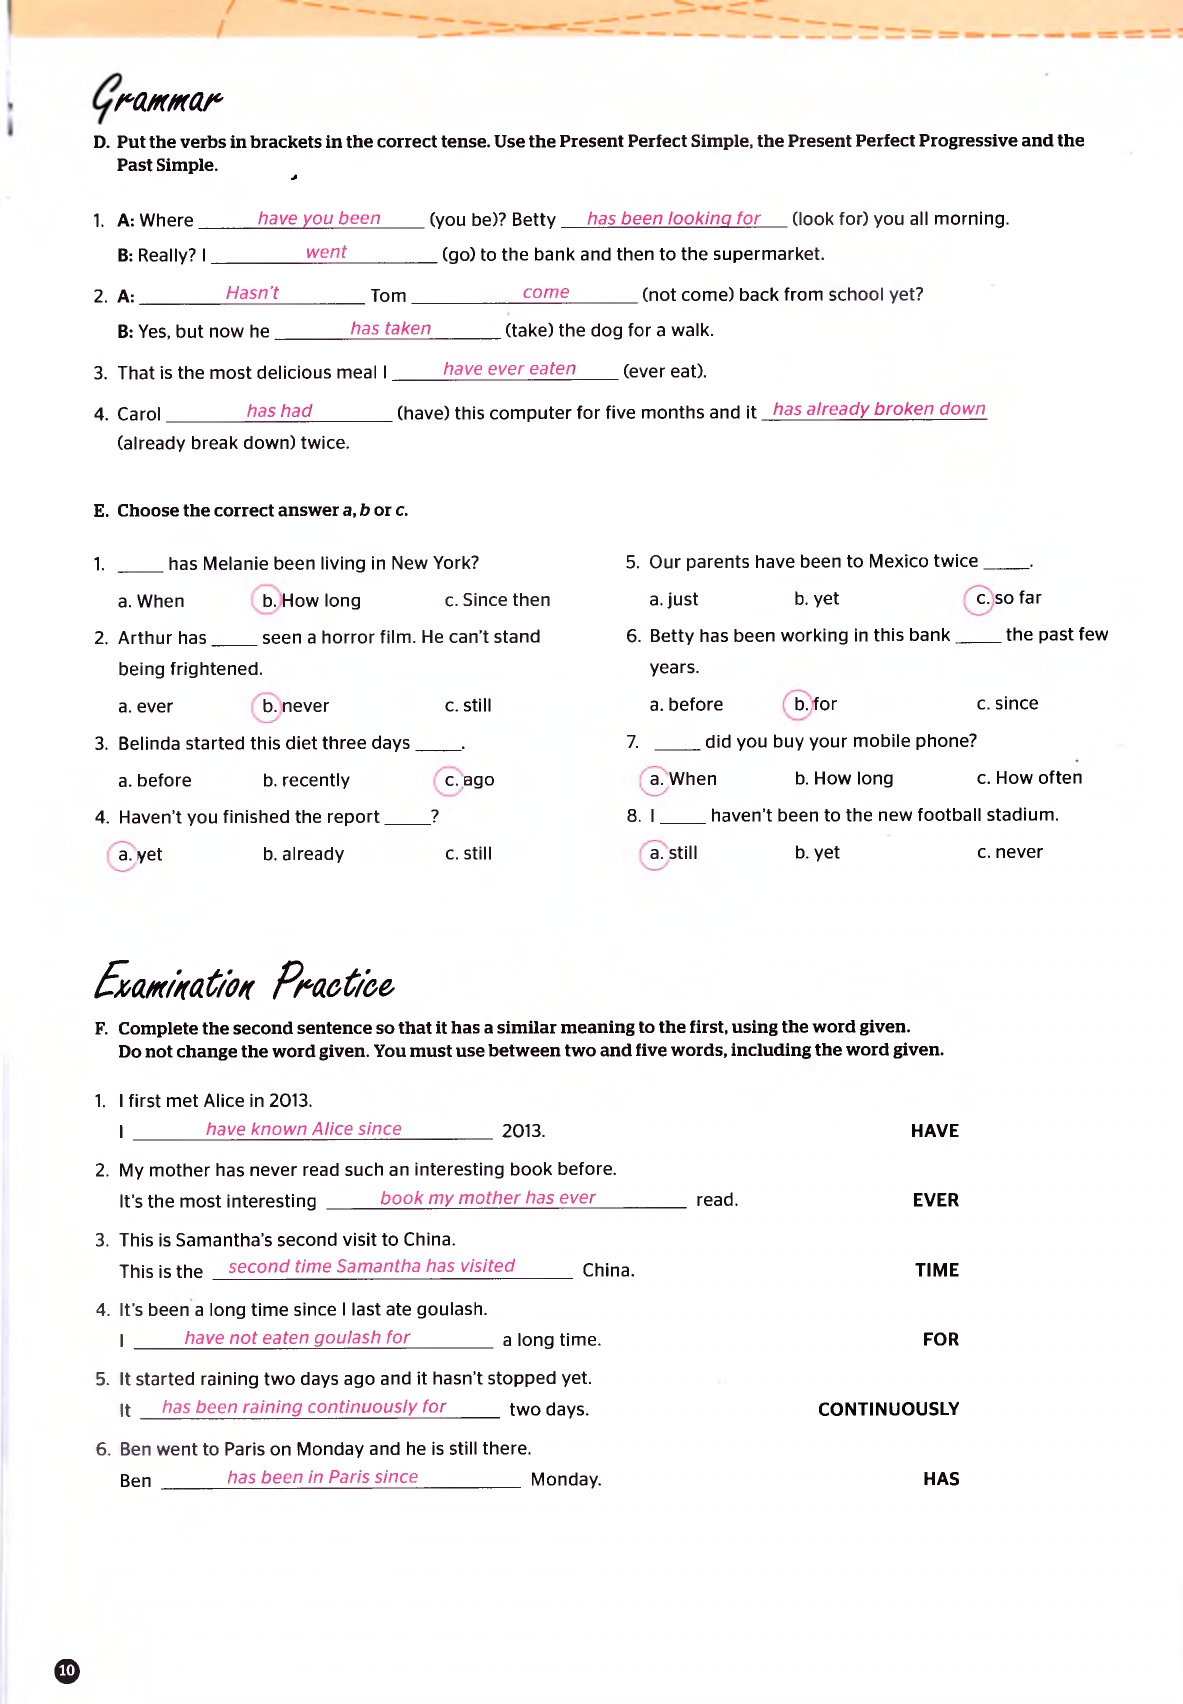 Grammar
D. Put the verbs in brackets in the correct tense. Use the Present Perfect Simple, the Present Perfect Progressive and the
Past Simple.
1. A: Where have you been (you be)? Betty has been looking for (look for) you all morning.
B: Really? I went (go) to the bank and then to the supermarket.
2. A: Hasn't Tom come (not come) back from school yet?
B: Yes, but now he has taken (take) the dog for a walk.
3. That is the most delicious meal I have ever eaten (ever eat).
4. Carol has had (have) this computer for five months and it has already broken down
(already break down) twice.
E. Choose the correct answer a, b or c.
1. _____ has Melanie been living in New York?
a. When b. How long c. Since then
2. Arthur has _____ seen a horror film. He can't stand
being frightened.
a. ever b. never c. still
3. Belinda started this diet three days _____.
a. before b. recently c. ago
4. Haven't you finished the report _____?
a. yet b. already c. still
5. Our parents have been to Mexico twice _____.
a. just b. yet c. so far
6. Betty has been working in this bank _____ the past few
years.
a. before b. for c. since
7. _____ did you buy your mobile phone?
a. When b. How long c. How often
8. I _____ haven't been to the new football stadium.
a. still b. yet c. never
Examination Practice
F. Complete the second sentence so that it has a similar meaning to the first, using the word given.
Do not change the word given. You must use between two and five words, including the word given.
1. I first met Alice in 2013.
I have known Alice since 2013. HAVE
2. My mother has never read such an interesting book before.
It's the most interesting book my mother has ever read. EVER
3. This is Samantha's second visit to China.
This is the second time Samantha has visited China. TIME
4. It's been a long time since I last ate goulash.
I have not eaten goulash for a long time. FOR
5. It started raining two days ago and it hasn't stopped yet.
It has been raining continuously for two days. CONTINUOUSLY
6. Ben went to Paris on Monday and he is still there.
Ben has been in Paris since Monday. HAS
10